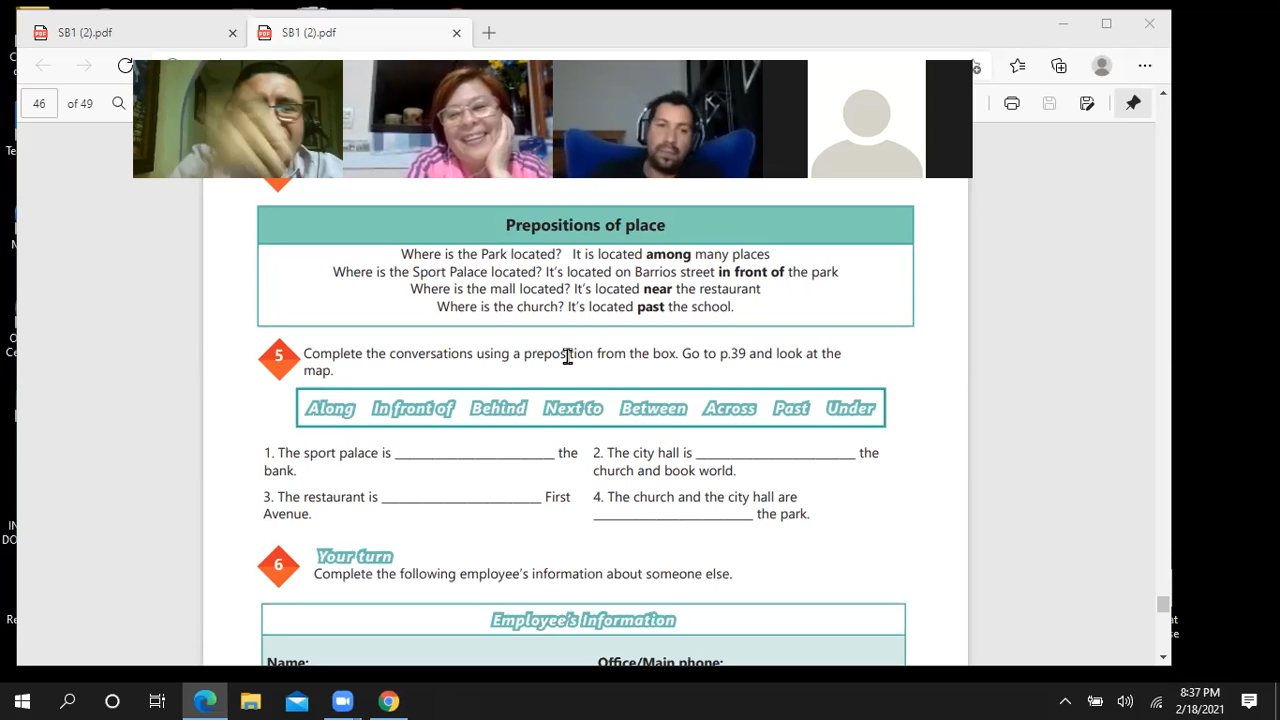 SB1 (2).pdf
SB1 (2).pdf
46 of 49
Prepositions of place
Where is the Park located? It is located among many places
Where is the Sport Palace located? It's located on Barrios street in front of the park
Where is the mall located? It's located near the restaurant
Where is the church? It's located past the school.
5
Complete the conversations using a preposition from the box. Go to p.39 and look at the
map.
Along In front of Behind Next to Between Across Past Under
1. The sport palace is ______________________ the
bank.
2. The city hall is ______________________ the
church and book world.
3. The restaurant is ______________________ First
Avenue.
4. The church and the city hall are
______________________ the park.
6
Your turn
Complete the following employee's information about someone else.
Employee's Information
Name:
Office/Main phone:
8:37 PM
2/18/2021